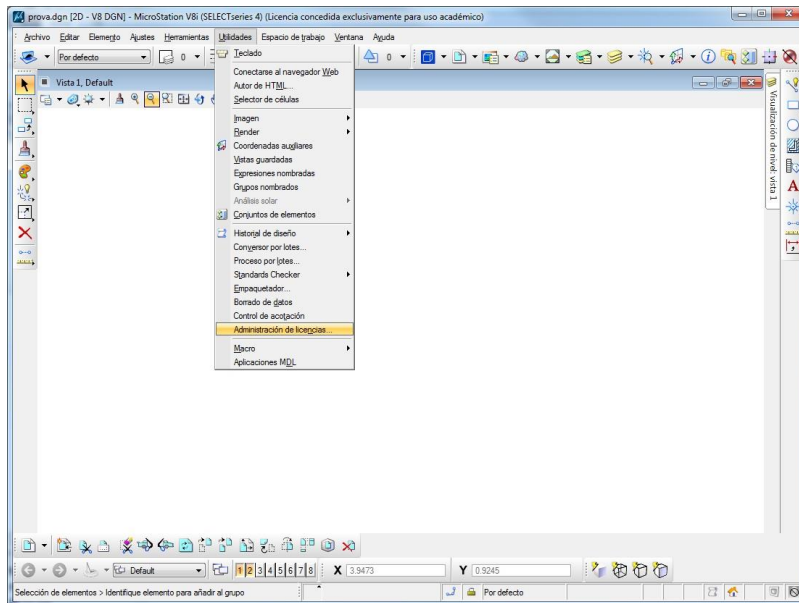 prova.dgn [2D - V8 DGN] - MicroStation V8i (SELECTseries 4) (Licencia concedida exclusivamente para uso académico)
Archivo Editar Elemento Ajustes Herramientas Utilidades Espacio de trabajo Ventana Ayuda
Por defecto 0 0
Vista 1, Default
Teclado
Conectarse al navegador Web
Autor de HTML...
Selector de células
Imagen
Render
Coordenadas auxiliares
Vistas guardadas
Expresiones nombradas
Grupos nombrados
Análisis solar
Conjuntos de elementos
Historial de diseño
Conversor por lotes...
Proceso por lotes...
Standards Checker
Empaquetador...
Borrado de datos
Control de acotación
Administración de licencias...
Macro
Aplicaciones MDL
Visualización de nivel: vista 1
A
Default 1 2 3 4 5 6 7 8 X 3.9473 Y 0.9245
Selección de elementos > Identifique elemento para añadir al grupo Por defecto